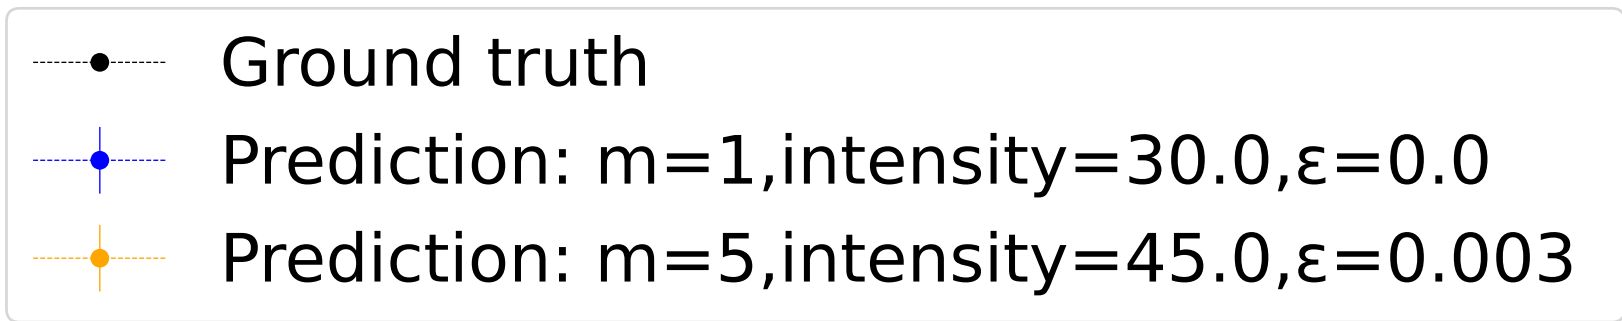 Ground truth
Prediction: m=1,intensity=30.0,ε=0.0
Prediction: m=5,intensity=45.0,ε=0.003